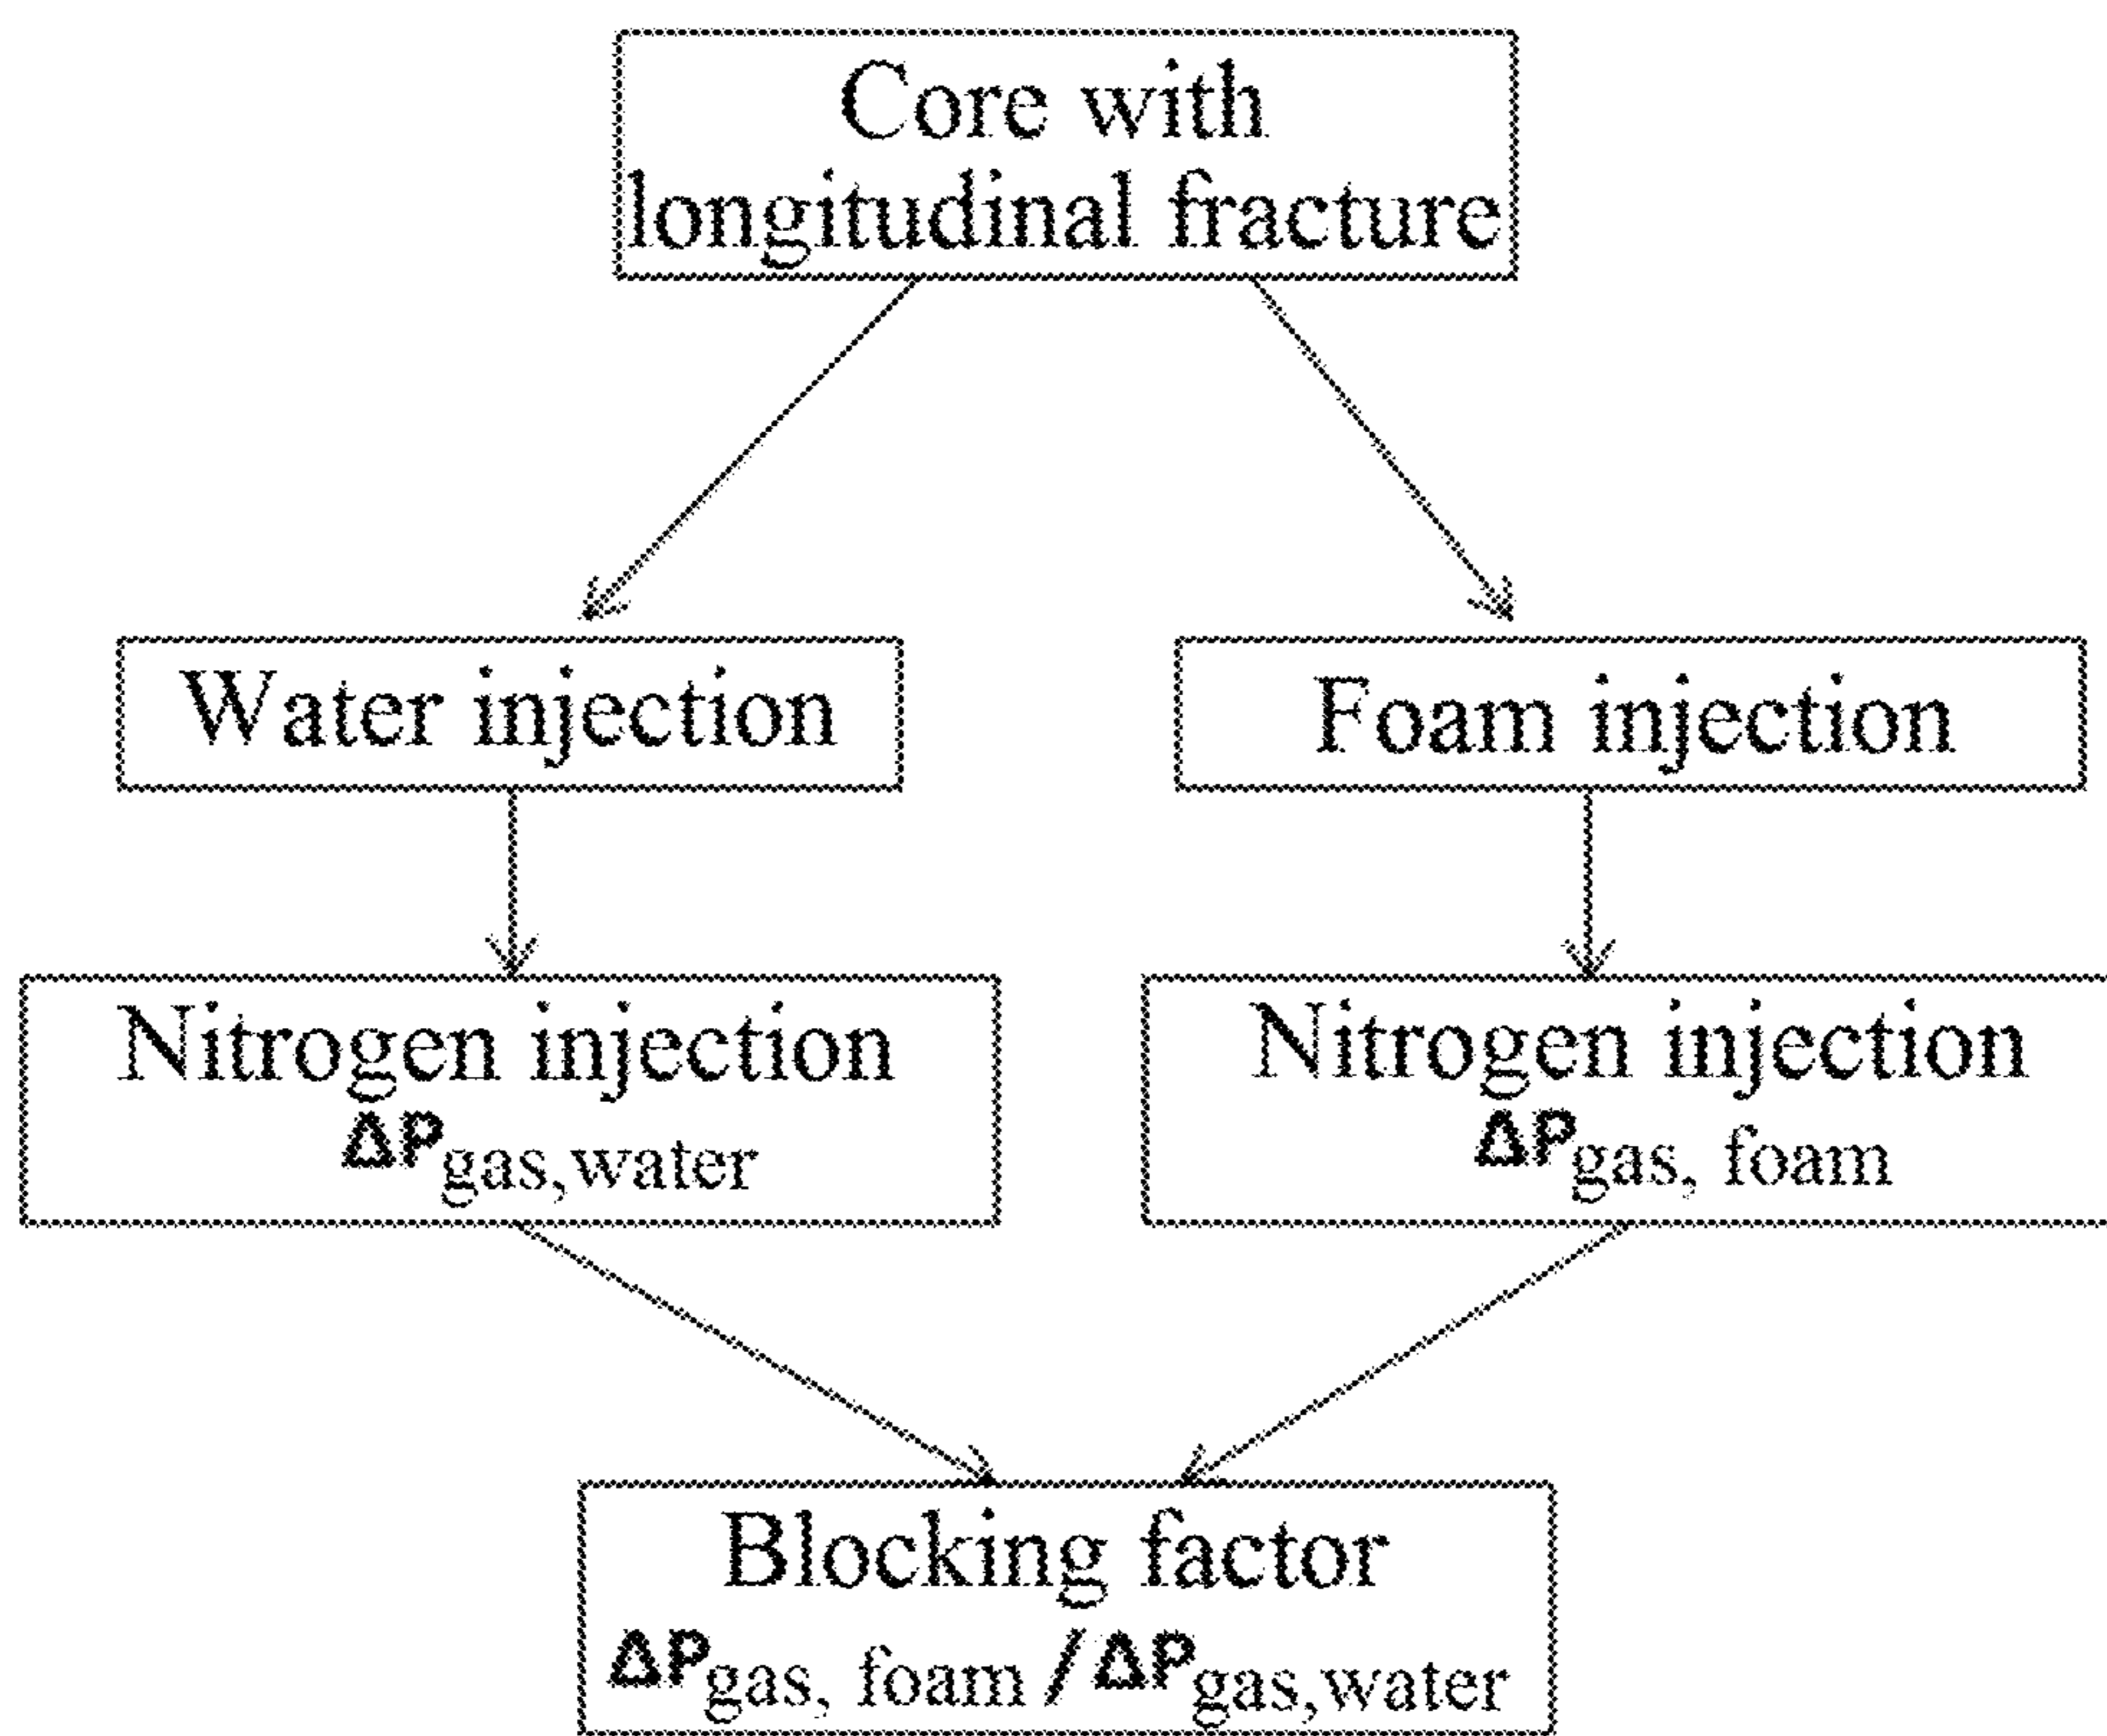 Core with
longitudinal fracture
Water injection
Foam injection
Nitrogen injection
ΔPgas,water
Nitrogen injection
ΔPgas, foam
Blocking factor
ΔPgas, foam /ΔPgas,water